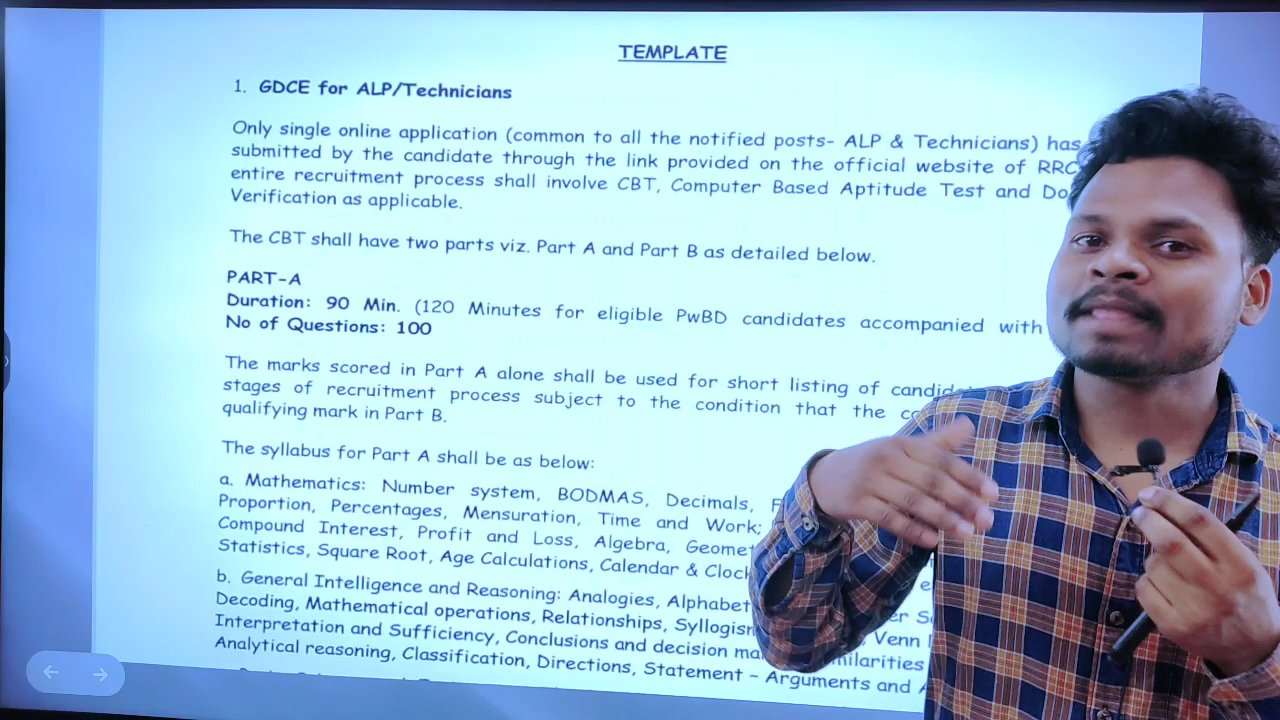 TEMPLATE
1. GDCE for ALP/Technicians
Only single online application (common to all the notified posts- ALP & Technicians) has
submitted by the candidate through the link provided on the official website of RRC
entire recruitment process shall involve CBT, Computer Based Aptitude Test and
Verification as applicable.
The CBT shall have two parts viz. Part A and Part B as detailed below.
PART-A
Duration: 90 Min. (120 Minutes for eligible PwBD candidates accompanied with
No of Questions: 100
The marks scored in Part A alone shall be used for short listing of
stages of recruitment process subject to the condition that the
qualifying mark in Part B.
The syllabus for Part A shall be as below:
a. Mathematics: Number system, BODMAS, Decimals,
Proportion, Percentages, Mensuration, Time and Work;
Compound Interest, Profit and Loss, Algebra,
Statistics, Square Root, Age Calculations, Calendar &
b. General Intelligence and Reasoning: Analogies,
Decoding, Mathematical operations, Relationships, Venn
Interpretation and Sufficiency, Conclusions and decision
Analytical reasoning, Classification, Directions, Statement – Arguments and